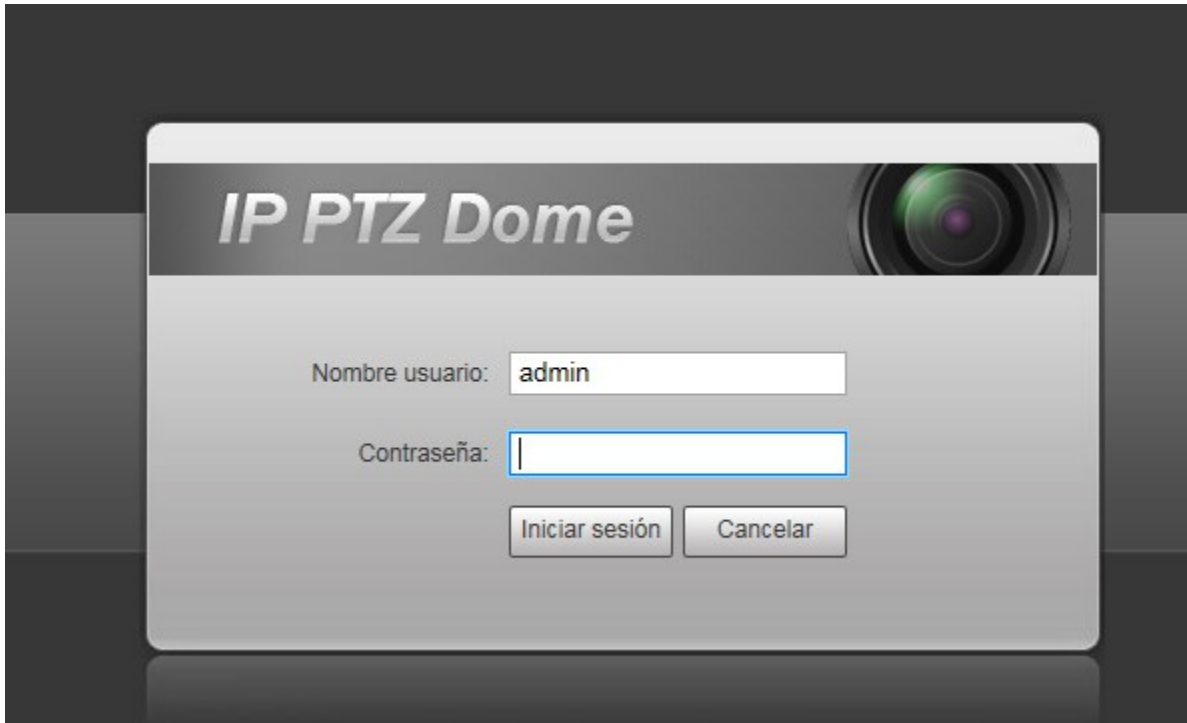 IP PTZ Dome
Nombre usuario: admin
Contraseña:
Iniciar sesión Cancelar